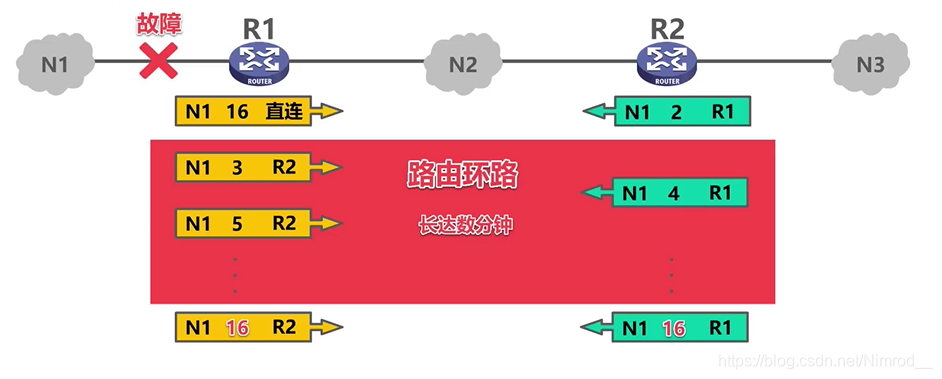 故障
R1
R2
N1
N2
N3
ROUTER
ROUTER
N1 16 直连
N1 2 R1
N1 3 R2
路由环路
N1 4 R1
N1 5 R2
长达数分钟
N1 16 R2
N1 16 R1
https://blog.csdn.net/Nimrod__